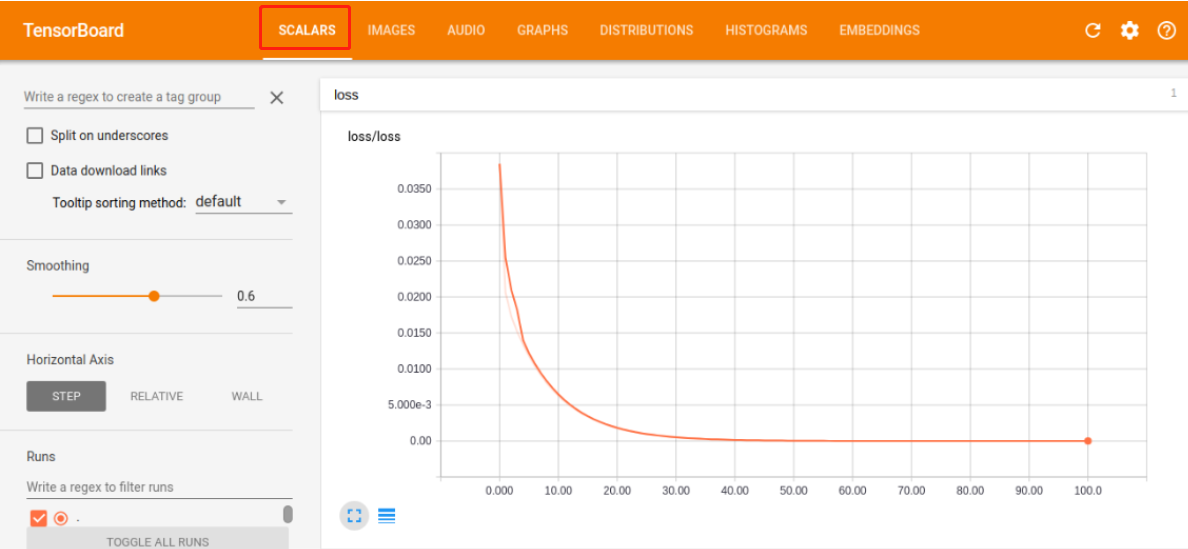 TensorBoard SCALARS IMAGES AUDIO GRAPHS DISTRIBUTIONS HISTOGRAMS EMBEDDINGS
Write a regex to create a tag group
Split on underscores
Data download links
Tooltip sorting method: default
Smoothing
0.6
Horizontal Axis
STEP RELATIVE WALL
Runs
Write a regex to filter runs
.
TOGGLE ALL RUNS
loss 1
loss/loss
0.0350
0.0300
0.0250
0.0200
0.0150
0.0100
5.000e-3
0.00
0.000 10.00 20.00 30.00 40.00 50.00 60.00 70.00 80.00 90.00 100.0